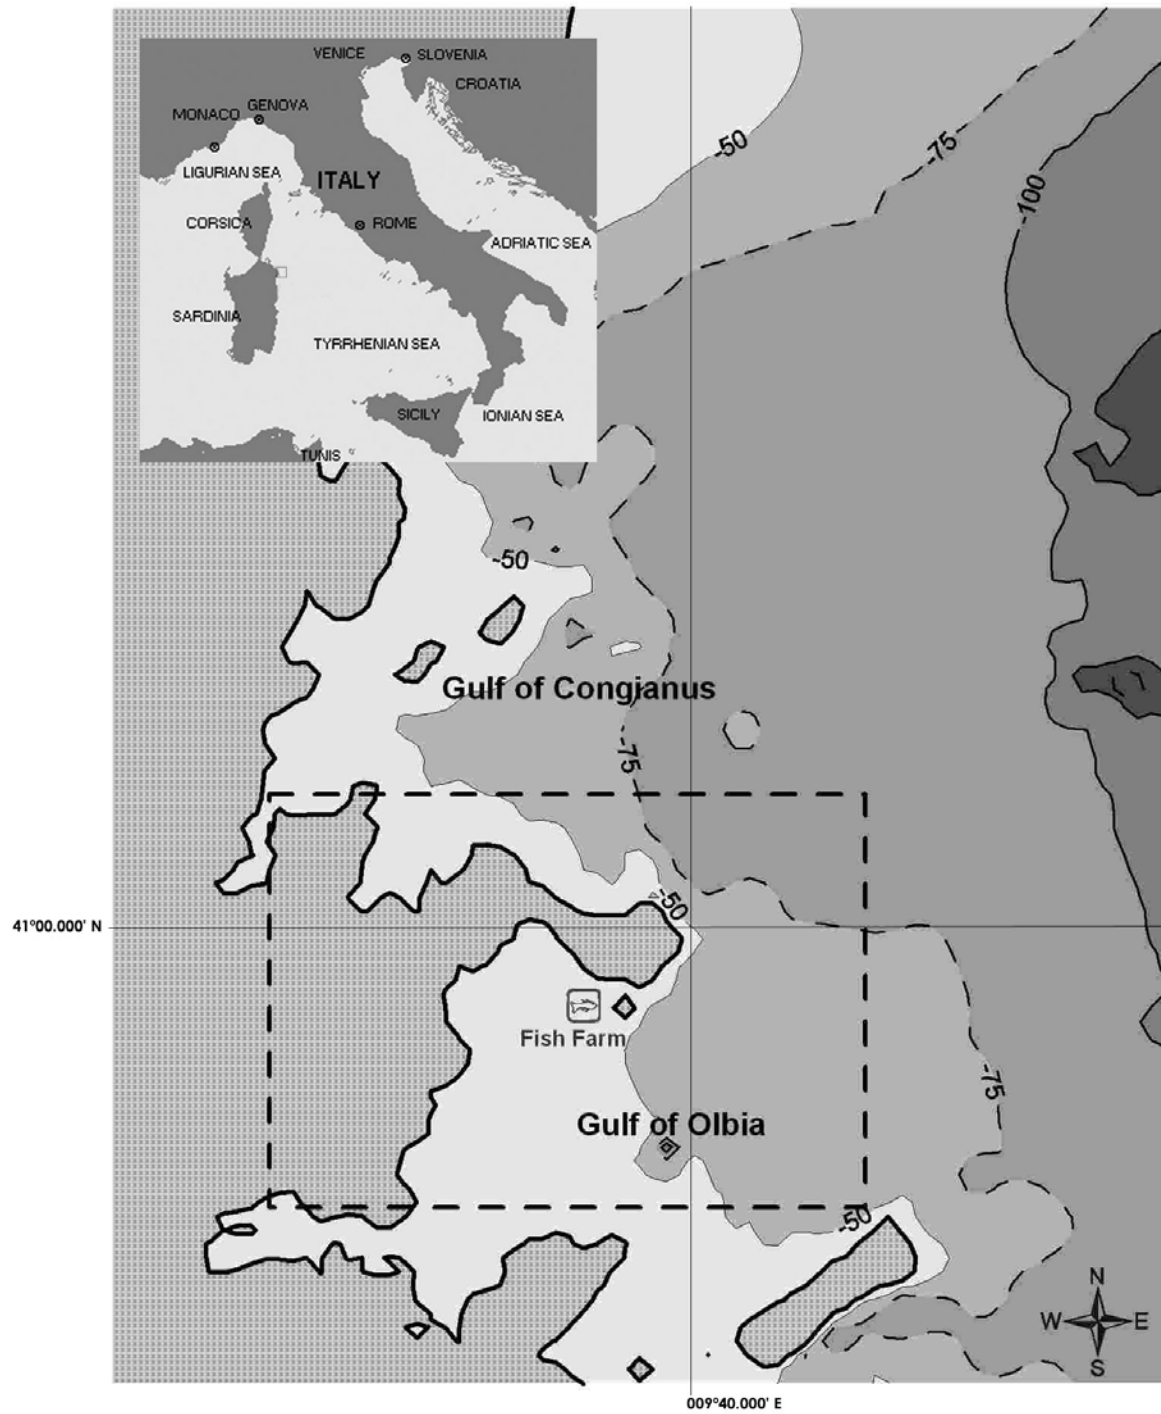 VENICE
SLOVENIA
CROATIA
MONACO
GENOVA
LIGURIAN SEA
ITALY
CORSICA
ROME
ADRIATIC SEA
SARDINIA
TYRRHENIAN SEA
SICILY
IONIAN SEA
TUNIS
-50
-75
-100
-50
Gulf of Congianus
-75
-50
41°00.000' N
Fish Farm
-75
Gulf of Olbia
-50
N
W
E
S
009°40.000' E